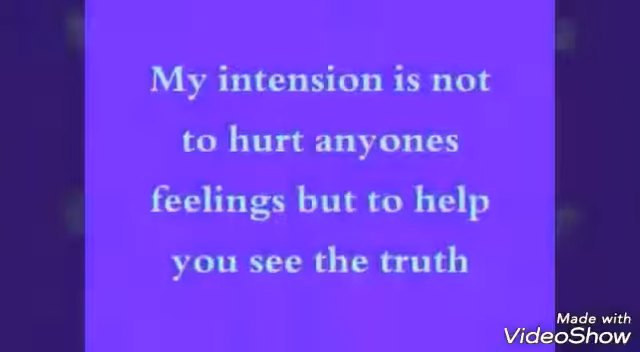 My intension is not
to hurt anyones
feelings but to help
you see the truth
Made with
VideoShow